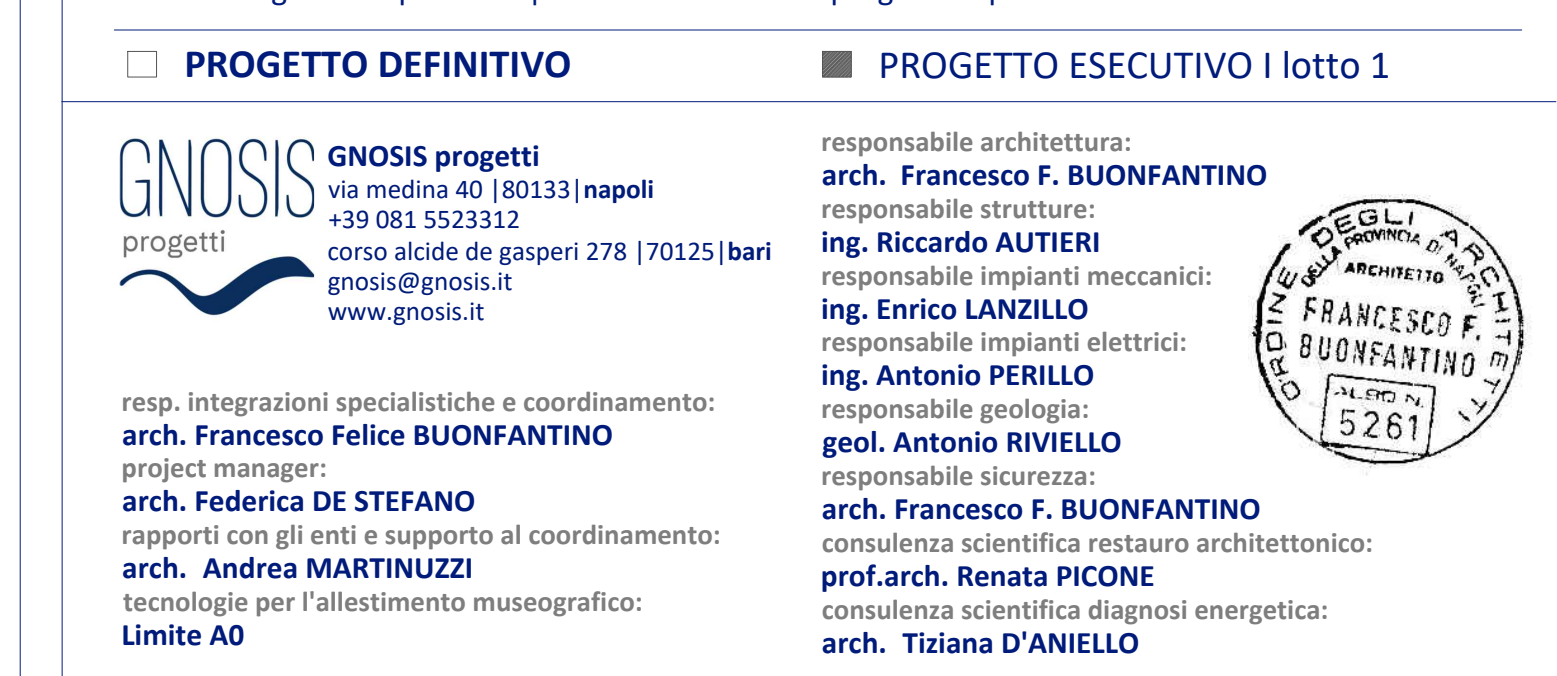 PROGETTO DEFINITIVO
PROGETTO ESECUTIVO I lotto 1
GNOSIS
progetti
GNOSIS progetti
via medina 40 |80133|napoli
+39 081 5523312
corso alcide de gasperi 278 |70125|bari
gnosis@gnosis.it
www.gnosis.it
resp. integrazioni specialistiche e coordinamento:
arch. Francesco Felice BUONFANTINO
project manager:
arch. Federica DE STEFANO
rapporti con gli enti e supporto al coordinamento:
arch. Andrea MARTINUZZI
tecnologie per l'allestimento museografico:
Limite A0
responsabile architettura:
arch. Francesco F. BUONFANTINO
responsabile strutture:
ing. Riccardo AUTIERI
responsabile impianti meccanici:
ing. Enrico LANZILLO
responsabile impianti elettrici:
ing. Antonio PERILLO
responsabile geologia:
geol. Antonio RIVIELLO
responsabile sicurezza:
arch. Francesco F. BUONFANTINO
consulenza scientifica restauro architettonico:
prof.arch. Renata PICONE
consulenza scientifica diagnosi energetica:
arch. Tiziana D'ANIELLO
ORDINE DEGLI ARCHITETTI
DELLA PROVINCIA DI NAPOLI
ARCHITETTO
FRANCESCO F.
BUONFANTINO
ALBO N.
5261